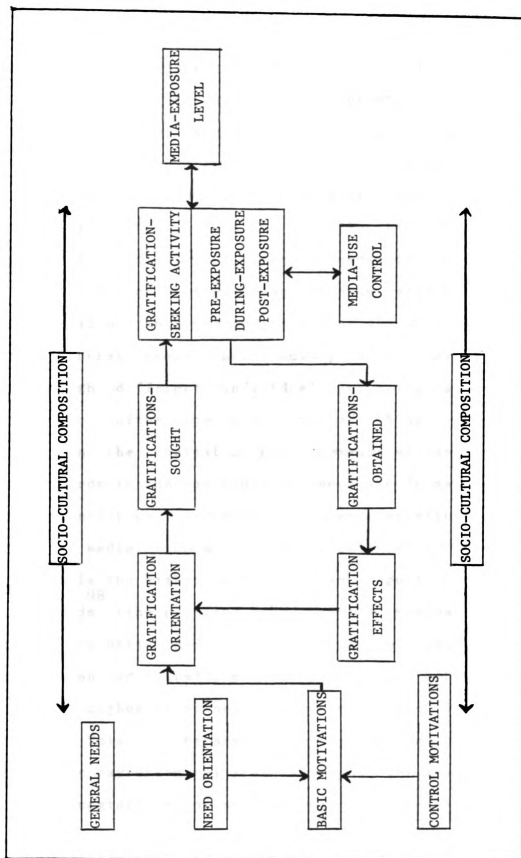 SOCIO-CULTURAL COMPOSITION
GENERAL NEEDS
NEED ORIENTATION
BASIC MOTIVATIONS
CONTROL MOTIVATIONS
GRATIFICATION
ORIENTATION
GRATIFICATION
EFFECTS
GRATIFICATIONS-
SOUGHT
GRATIFICATIONS-
OBTAINED
GRATIFICATION-
SEEKING ACTIVITY
PRE-EXPOSURE
DURING-EXPOSURE
POST-EXPOSURE
MEDIA-EXPOSURE
LEVEL
MEDIA-USE
CONTROL
SOCIO-CULTURAL COMPOSITION